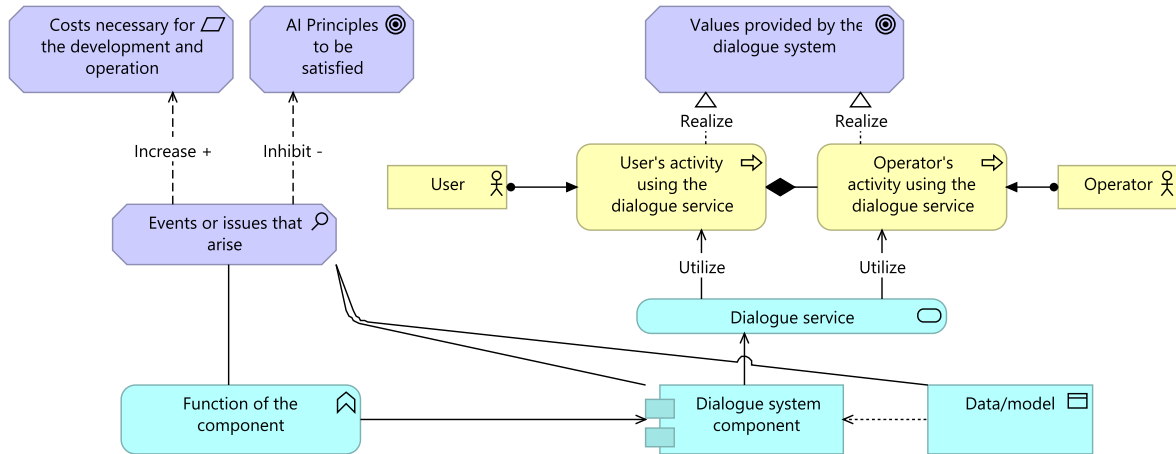 Costs necessary for
the development and
operation
AI Principles
to be
satisfied
Values provided by the
dialogue system
Increase +
Inhibit -
Realize
Realize
User
User's activity
using the
dialogue service
Operator's
activity using the
dialogue service
Operator
Events or issues that
arise
Utilize
Utilize
Dialogue service
Function of the
component
Dialogue system
component
Data/model